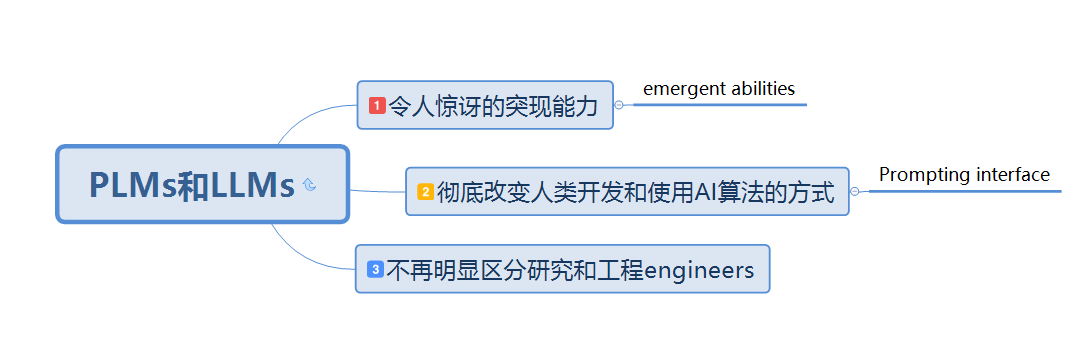 1 令人惊讶的突现能力
emergent abilities
PLMs和LLMs
2 彻底改变人类开发和使用AI算法的方式
Prompting interface
3 不再明显区分研究和工程engineers